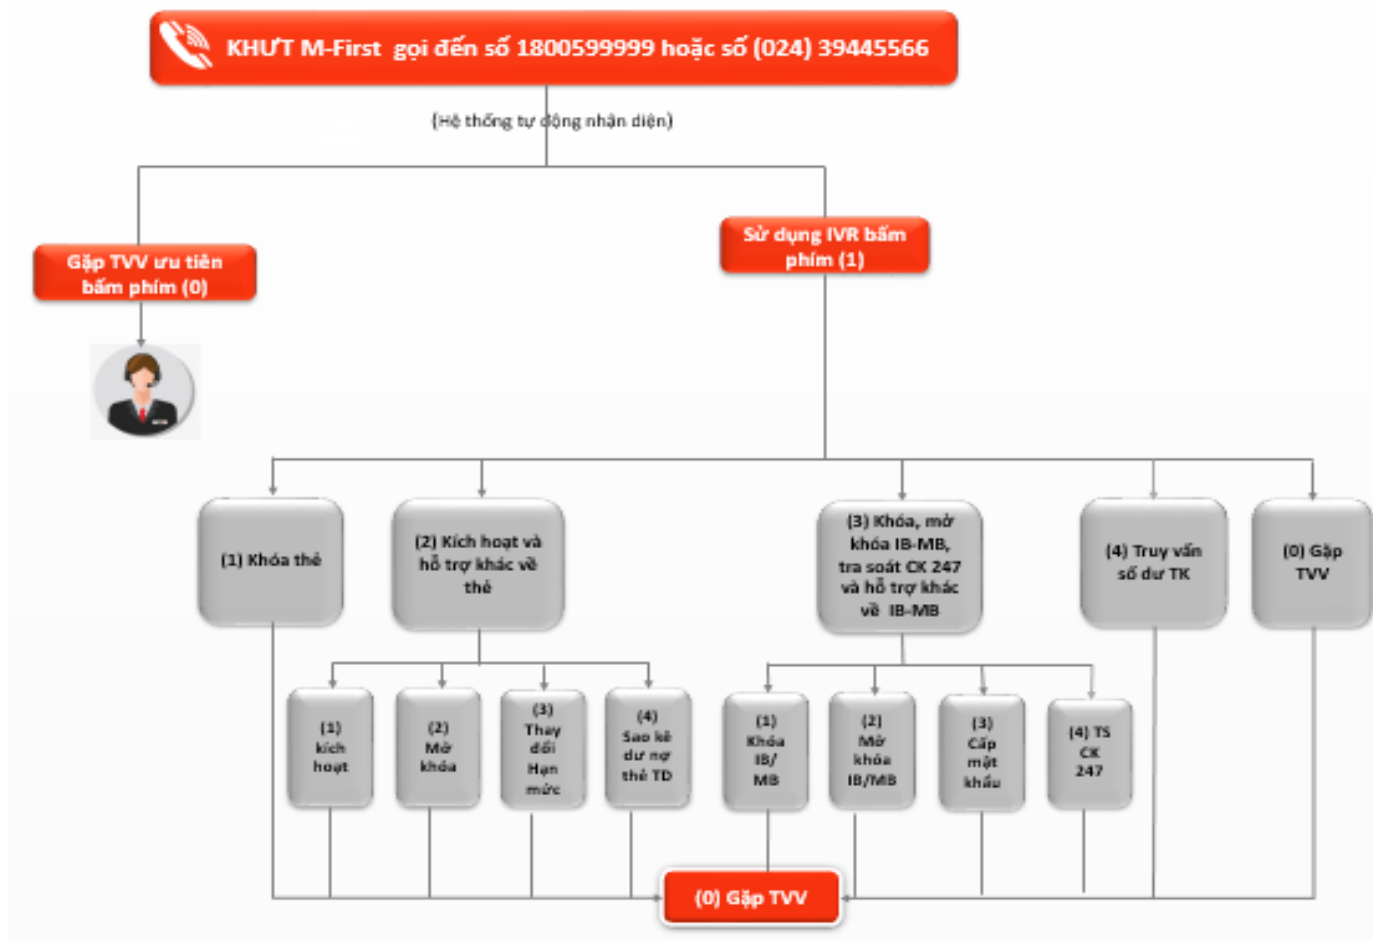 KHƯT M-First gọi đến số 1800599999 hoặc số (024) 39445566
(Hệ thống tự động nhận diện)
Gặp TVV ưu tiên
bấm phím (0)
Sử dụng IVR bấm
phím (1)
(1) Khóa thẻ
(2) Kích hoạt và
hỗ trợ khác về
thẻ
(3) Khóa, mở
khóa IB-MB,
tra soát CK 247
và hỗ trợ khác
về IB-MB
(4) Truy vấn
số dư TK
(0) Gặp
TVV
(1)
kích
hoạt
(2)
Mở
khóa
(3)
Thay
đổi
Hạn
mức
(4)
Sao kê
dư nợ
thẻ TD
(1)
Khóa
IB/
MB
(2)
Mở
khóa
IB/MB
(3)
Cấp
mật
khẩu
(4) TS
CK
247
(0) Gặp TVV